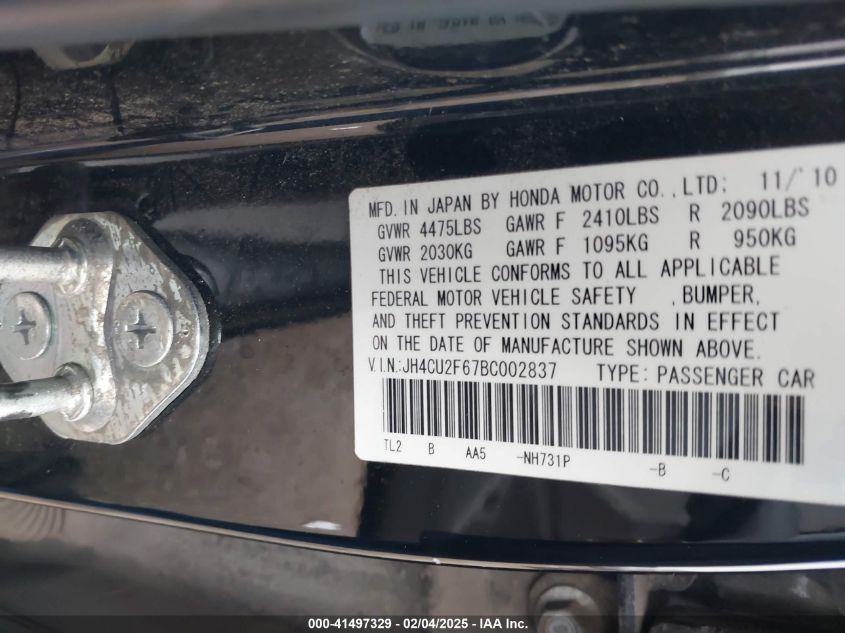 MFD. IN JAPAN BY HONDA MOTOR CO., LTD: 11/'10
GVWR 4475LBS GAWR F 2410LBS R 2090LBS
GVWR 2030KG GAWR F 1095KG R 950KG
THIS VEHICLE CONFORMS TO ALL APPLICABLE
FEDERAL MOTOR VEHICLE SAFETY , BUMPER,
AND THEFT PREVENTION STANDARDS IN EFFECT
ON THE DATE OF MANUFACTURE SHOWN ABOVE.
V.I.N.:JH4CU2F67BC002837 TYPE: PASSENGER CAR
TL2 B AA5 -NH731P -B -C
000-41497329 - 02/04/2025 - IAA Inc.